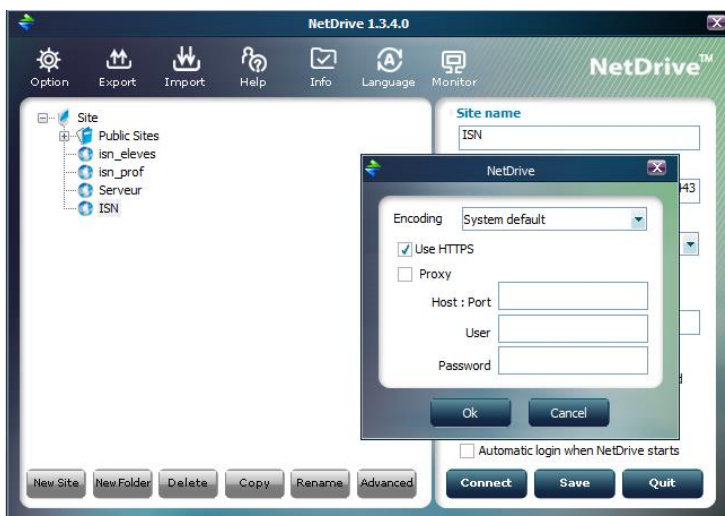 NetDrive 1.3.4.0
Option Export Import Help Info Language Monitor
NetDrive™
Site
Public Sites
isn_eleves
isn_prof
Serveur
ISN
Site name
ISN
443
NetDrive
Encoding System default
Use HTTPS
Proxy
Host : Port
User
Password
Ok Cancel
Automatic login when NetDrive starts
New Site New Folder Delete Copy Rename Advanced
Connect Save Quit